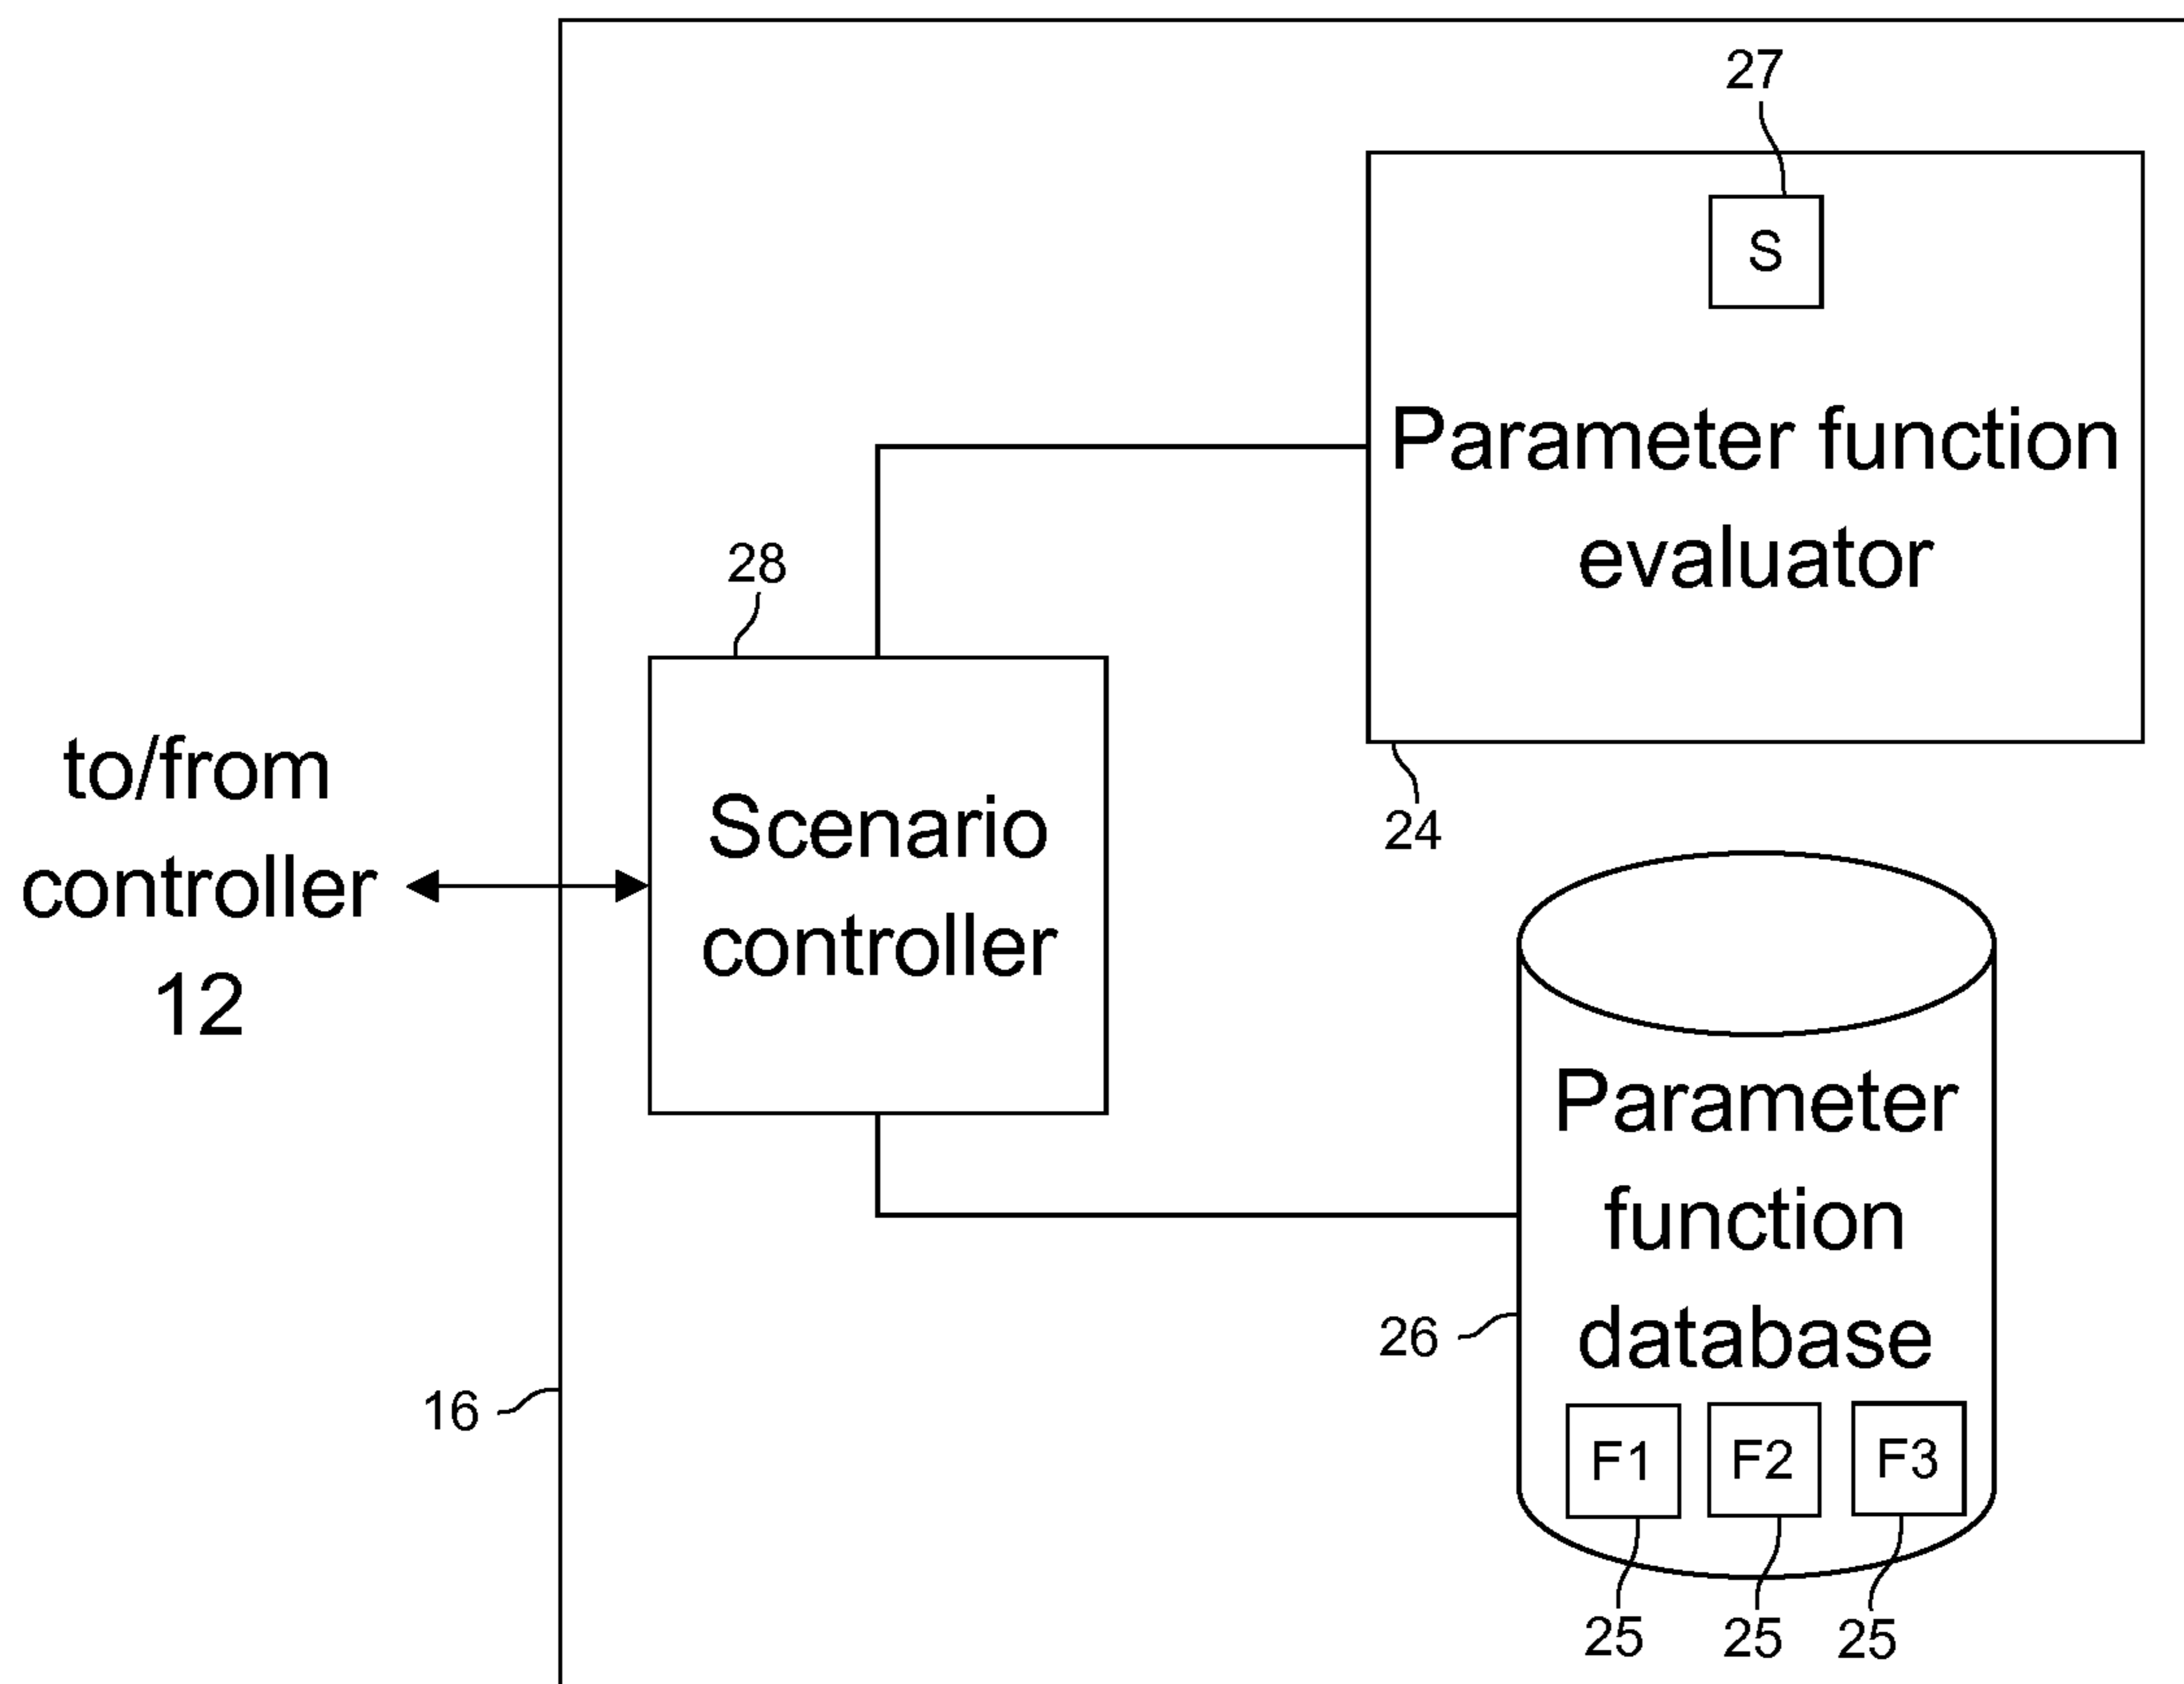 27
S
Parameter function
evaluator
28
24
Scenario
controller
to/from
controller
12
Parameter
function
database
26
16
F1
F2
F3
25
25
25